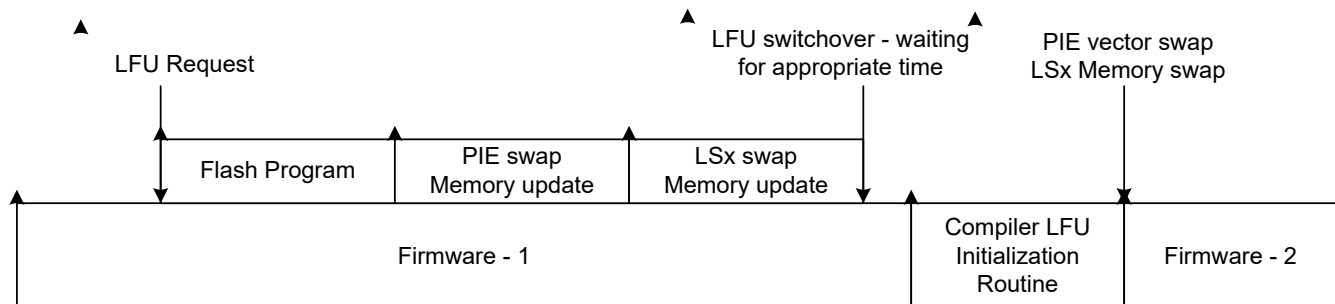 LFU Request
LFU switchover - waiting
for appropriate time
PIE vector swap
LSx Memory swap
Flash Program
PIE swap
Memory update
LSx swap
Memory update
Firmware - 1
Compiler LFU
Initialization
Routine
Firmware - 2